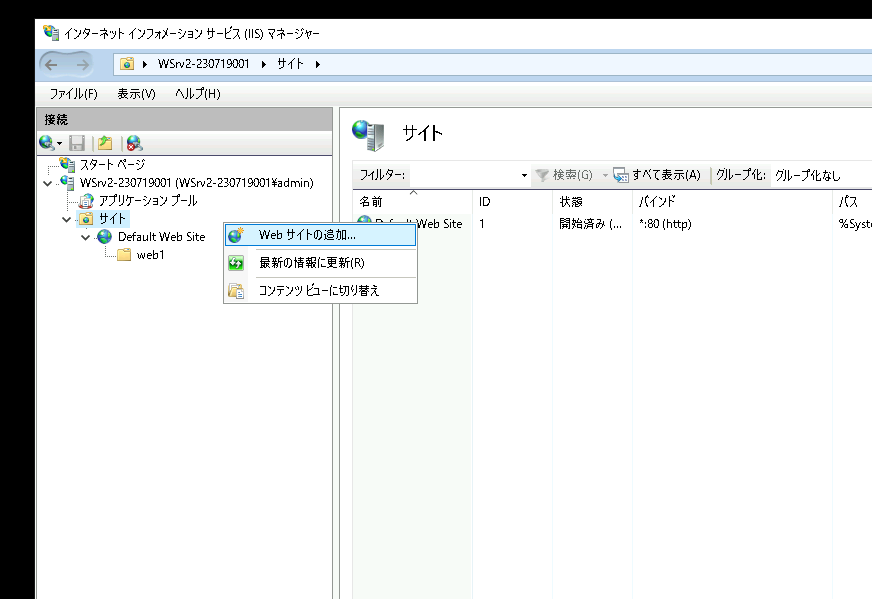 インターネット インフォメーション サービス (IIS) マネージャー
WSrv2-230719001 サイト
ファイル(F) 表示(V) ヘルプ(H)
接続
スタート ページ
WSrv2-230719001 (WSrv2-230719001¥admin)
アプリケーション プール
サイト
Default Web Site
web1
Web サイトの追加...
最新の情報に更新(R)
コンテンツ ビューに切り替え
サイト
フィルター: 検索(G) すべて表示(A) グループ化: グループ化なし
名前 ID 状態 バインド パス
Default Web Site 1 開始済み (... *:80 (http) %Syst